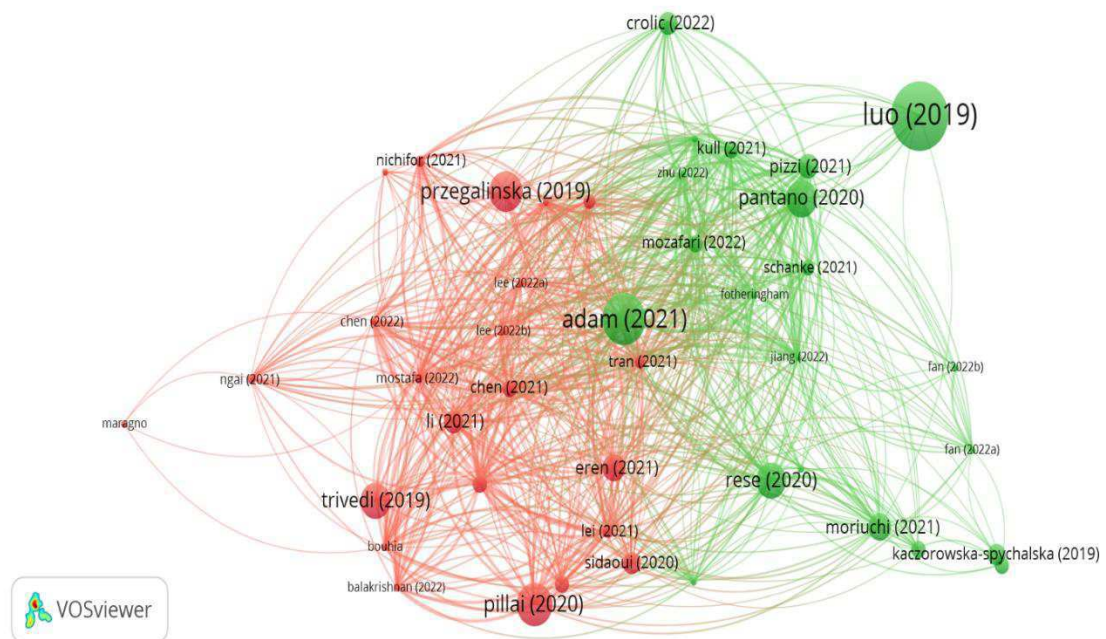 crolic (2022)
luo (2019)
kull (2021)
nichifor (2021)
pizzi (2021)
zhu (2022)
przegalinska (2019)
pantano (2020)
mozafari (2022)
schanke (2021)
lee (2022a)
fotheringham
adam (2021)
chen (2022)
lee (2022b)
jiang (2022)
tran (2021)
fan (2022b)
ngai (2021)
mostafa (2022)
chen (2021)
li (2021)
maragno
fan (2022a)
eren (2021)
rese (2020)
trivedi (2019)
moriuchi (2021)
lei (2021)
bouhia
kaczorowska-spychalska (2019)
sidaoui (2020)
balakrishnan (2022)
pillai (2020)
VOSviewer